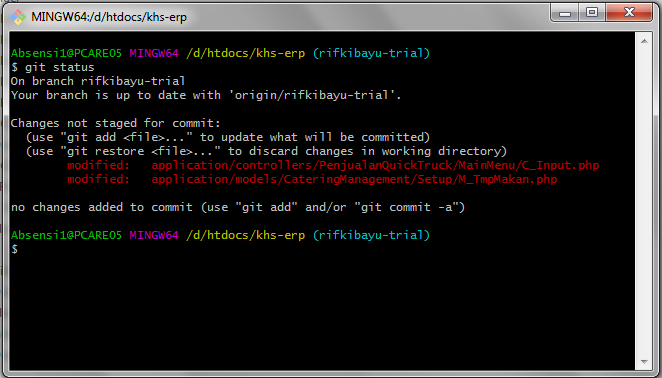 MINGW64:/d/htdocs/khs-erp
Absensi1@PCARE05 MINGW64 /d/htdocs/khs-erp (rifkibayu-trial)
$ git status
On branch rifkibayu-trial
Your branch is up to date with 'origin/rifkibayu-trial'.
Changes not staged for commit:
  (use "git add <file>..." to update what will be committed)
  (use "git restore <file>..." to discard changes in working directory)
        modified:   application/controllers/PenjualanQuickTruck/MainMenu/C_Input.php
        modified:   application/models/CateringManagement/Setup/M_TmpMakan.php
no changes added to commit (use "git add" and/or "git commit -a")
Absensi1@PCARE05 MINGW64 /d/htdocs/khs-erp (rifkibayu-trial)
$